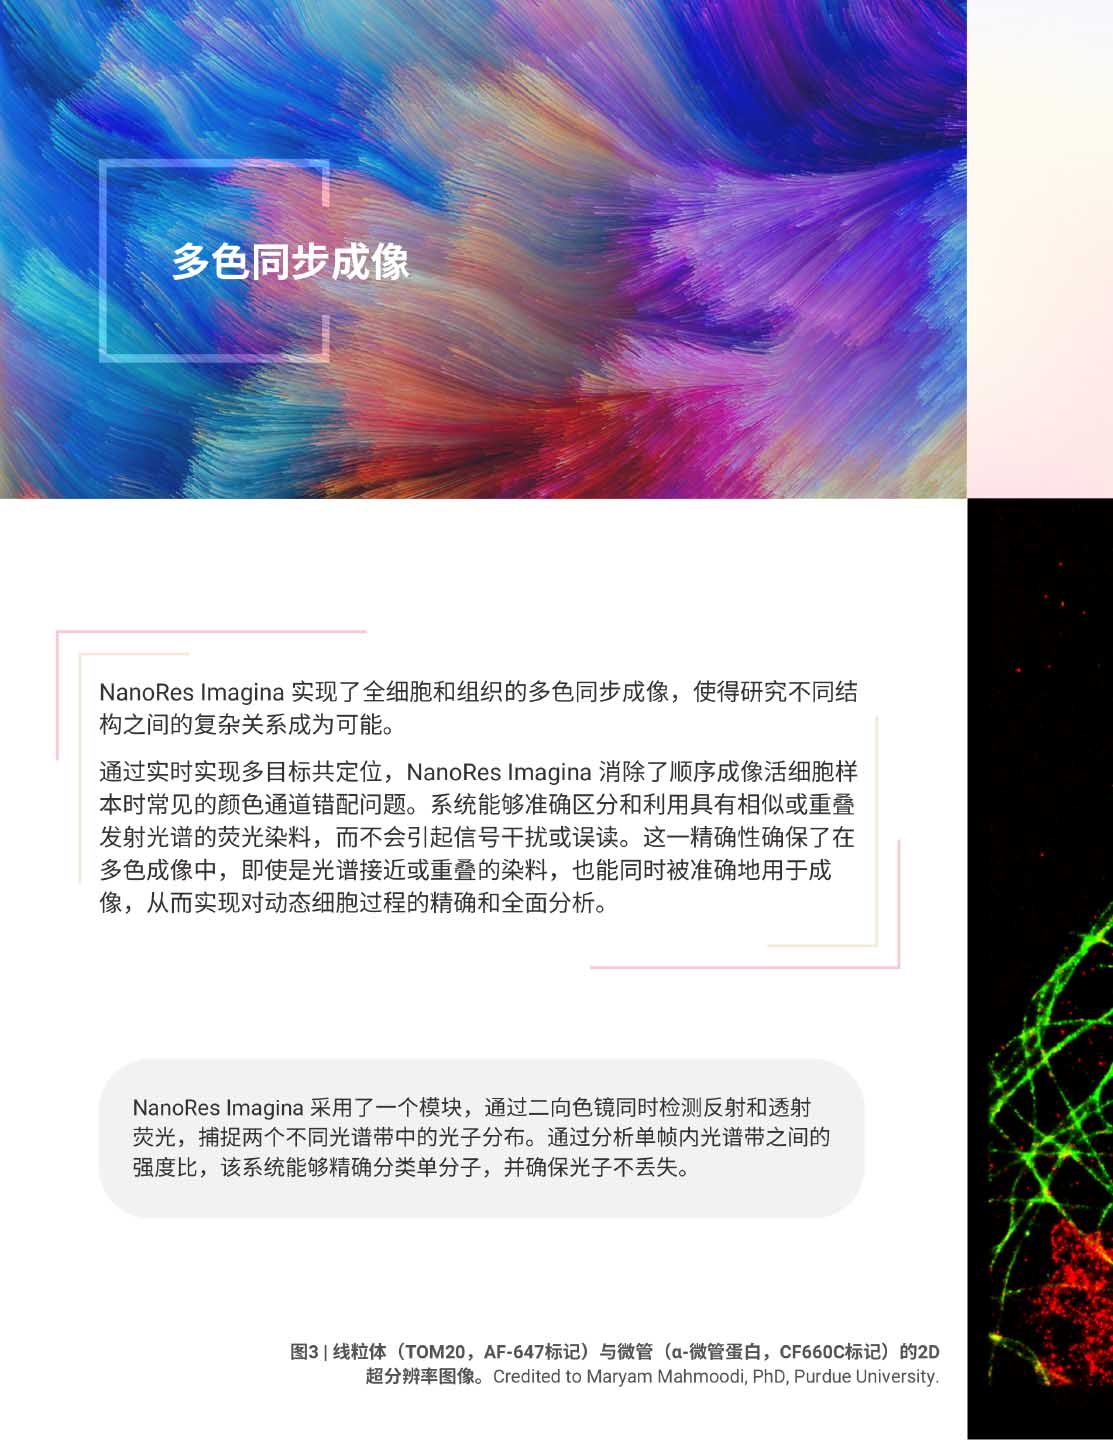 多色同步成像
NanoRes Imagina 实现了全细胞和组织的多色同步成像，使得研究不同结
构之间的复杂关系成为可能。
通过实时实现多目标共定位，NanoRes Imagina 消除了顺序成像活细胞样
本时常见的颜色通道错配问题。系统能够准确区分和利用具有相似或重叠
发射光谱的荧光染料，而不会引起信号干扰或误读。这一精确性确保了在
多色成像中，即使是光谱接近或重叠的染料，也能同时被准确地用于成
像，从而实现对动态细胞过程的精确和全面分析。
NanoRes Imagina 采用了一个模块，通过二向色镜同时检测反射和透射
荧光，捕捉两个不同光谱带中的光子分布。通过分析单帧内光谱带之间的
强度比，该系统能够精确分类单分子，并确保光子不丢失。
图3 | 线粒体（TOM20，AF-647标记）与微管（α-微管蛋白，CF660C标记）的2D
超分辨率图像。Credited to Maryam Mahmoodi, PhD, Purdue University.